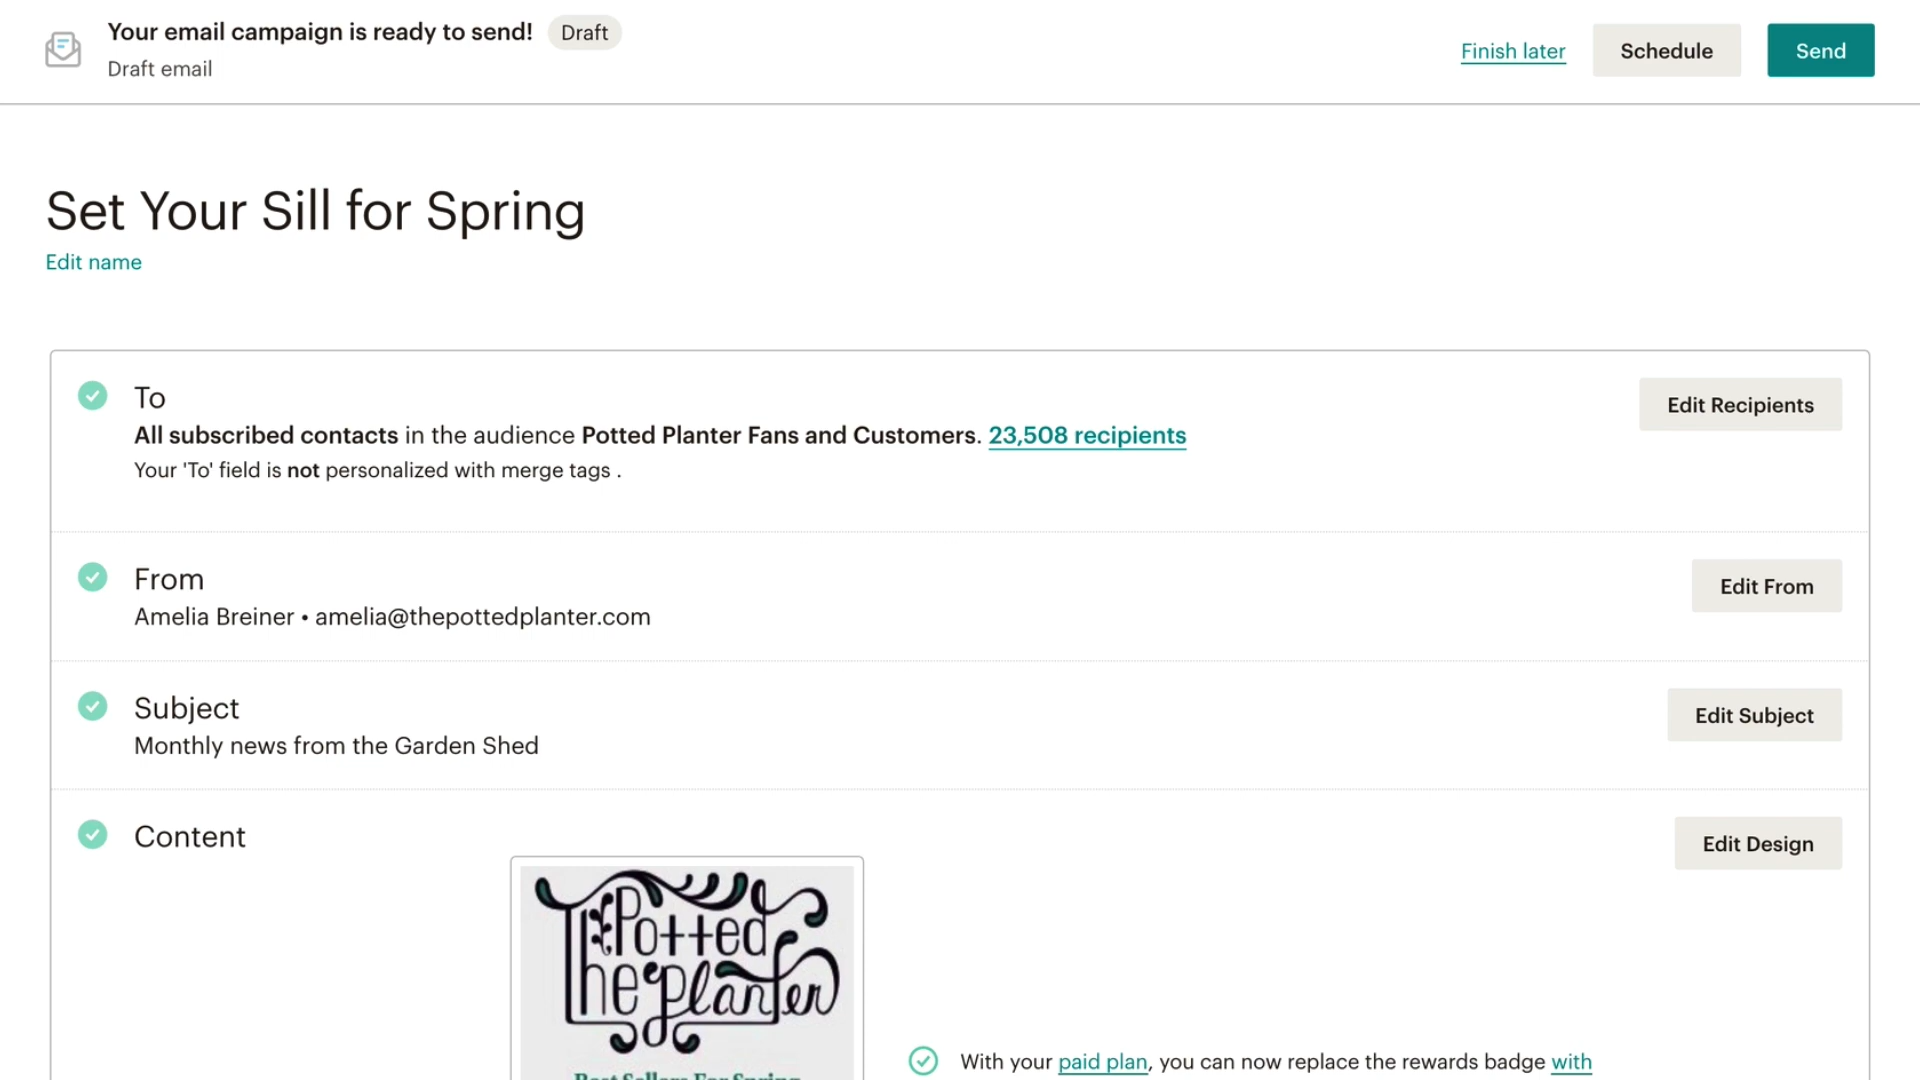 Your email campaign is ready to send! Draft
Draft email
Finish later Schedule Send
Set Your Sill for Spring
Edit name
To
Edit Recipients
All subscribed contacts in the audience Potted Planter Fans and Customers. 23,508 recipients
Your 'To' field is not personalized with merge tags .
From
Edit From
Amelia Breiner • amelia@thepottedplanter.com
Subject
Edit Subject
Monthly news from the Garden Shed
Content
Edit Design
The Potted
Planter
Best Sellers For Spring
With your paid plan, you can now replace the rewards badge with